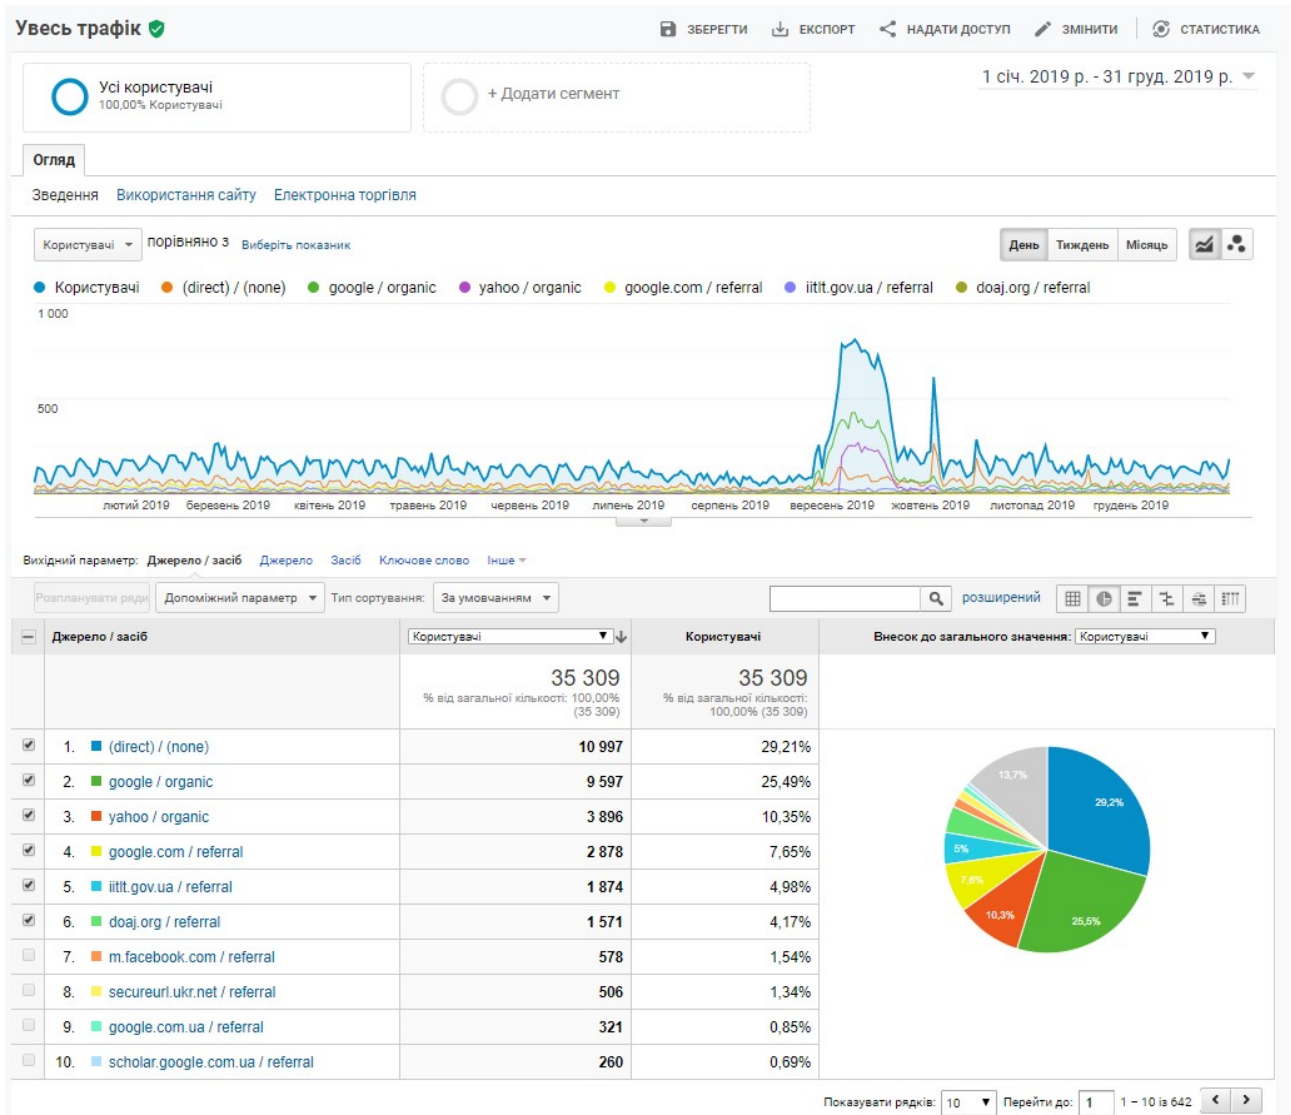 Увесь трафік
ЗБЕРЕГТИ ЕКСПОРТ НАДАТИ ДОСТУП ЗМІНИТИ СТАТИСТИКА
Усі користувачі
100,00% Користувачі
+ Додати сегмент
1 січ. 2019 р. - 31 груд. 2019 р.
Огляд
Зведення Використання сайту Електронна торгівля
Користувачі порівняно з Виберіть показник
День Тиждень Місяць
Користувачі (direct) / (none) google / organic yahoo / organic google.com / referral iitlt.gov.ua / referral doaj.org / referral
1 000
500
лютий 2019 березень 2019 квітень 2019 травень 2019 червень 2019 липень 2019 серпень 2019 вересень 2019 жовтень 2019 листопад 2019 грудень 2019
Вихідний параметр: Джерело / засіб Джерело Засіб Ключове слово Інше
Розпланувати ряди Допоміжний параметр Тип сортування: За умовчанням розширений
Джерело / засіб Користувачі Користувачі Внесок до загального значення: Користувачі
35 309 35 309
% від загальної кількості: 100,00% (35 309) % від загальної кількості: 100,00% (35 309)
1. (direct) / (none) 10 997 29,21%
2. google / organic 9 597 25,49%
3. yahoo / organic 3 896 10,35%
4. google.com / referral 2 878 7,65%
5. iitlt.gov.ua / referral 1 874 4,98%
6. doaj.org / referral 1 571 4,17%
7. m.facebook.com / referral 578 1,54%
8. secureurl.ukr.net / referral 506 1,34%
9. google.com.ua / referral 321 0,85%
10. scholar.google.com.ua / referral 260 0,69%
13,7%
29,2%
5%
7,6%
10,3%
25,5%
Показувати рядків: 10 Перейти до: 1 1 – 10 із 642